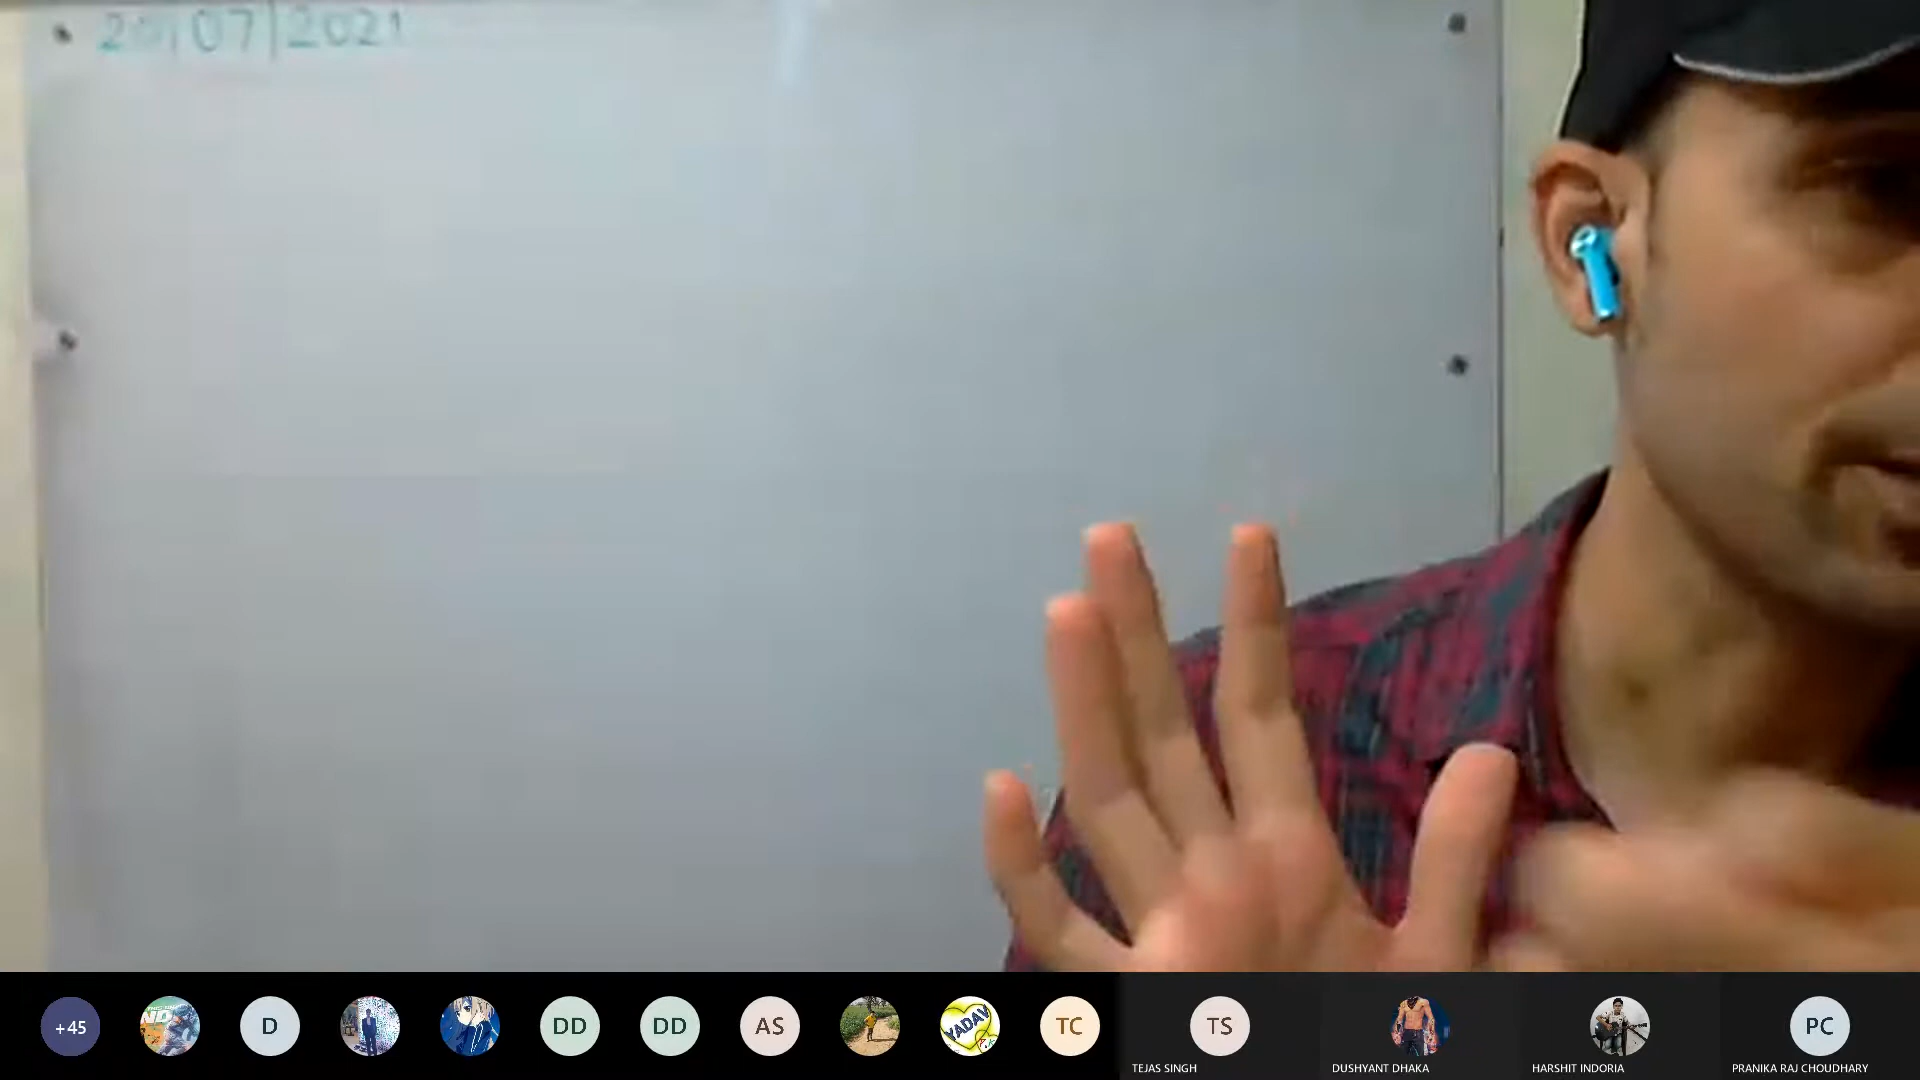 07|2021
+45
ND
D
DD
DD
AS
YADAV
TC
TS
PC
TEJAS SINGH
DUSHYANT DHAKA
HARSHIT INDORIA
PRANIKA RAJ CHOUDHARY